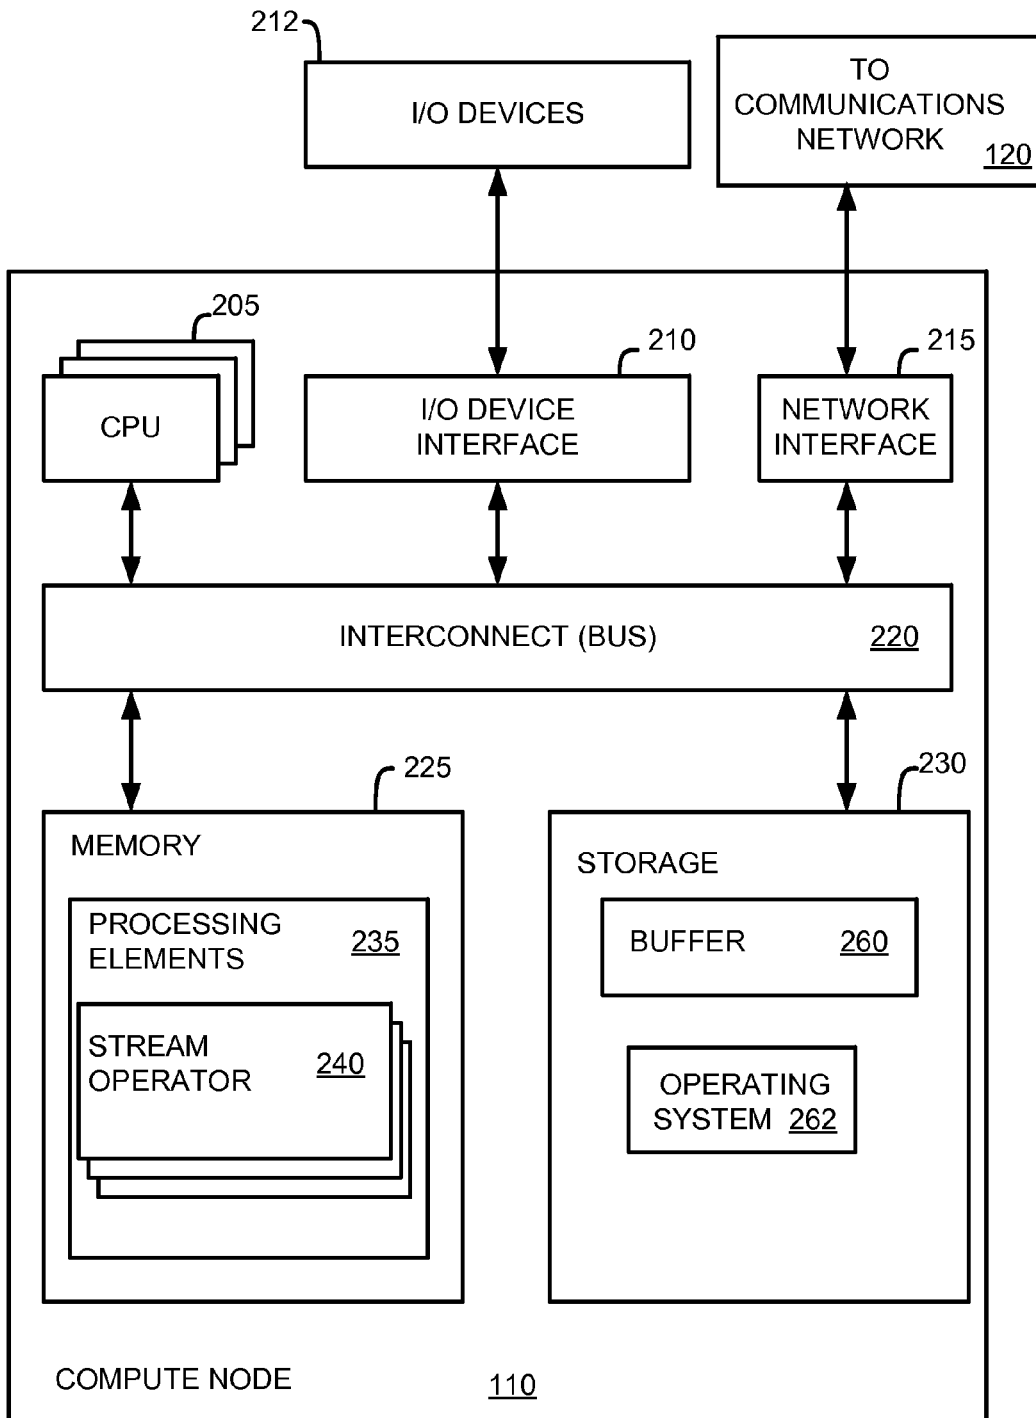 212
I/O DEVICES
TO
COMMUNICATIONS
NETWORK
120
205
CPU
210
I/O DEVICE
INTERFACE
215
NETWORK
INTERFACE
INTERCONNECT (BUS)
220
225
MEMORY
PROCESSING
ELEMENTS
235
STREAM
OPERATOR
240
230
STORAGE
BUFFER
260
OPERATING
SYSTEM 262
COMPUTE NODE
110